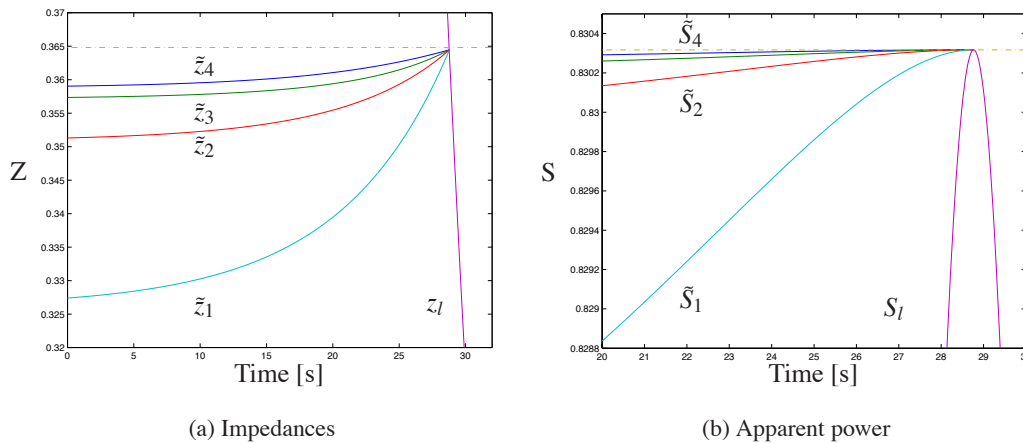 0.37
0.365
0.36
0.355
0.35
0.345
0.34
0.335
0.33
0.325
0.32
Z
z̃4
z̃3
z̃2
z̃1
zl
0 5 10 15 20 25 30
Time [s]
(a) Impedances
0.8304
0.8302
0.83
0.8298
0.8296
0.8294
0.8292
0.829
0.8288
S
S̃4
S̃2
S̃1
Sl
20 21 22 23 24 25 26 27 28 29 30
Time [s]
(b) Apparent power